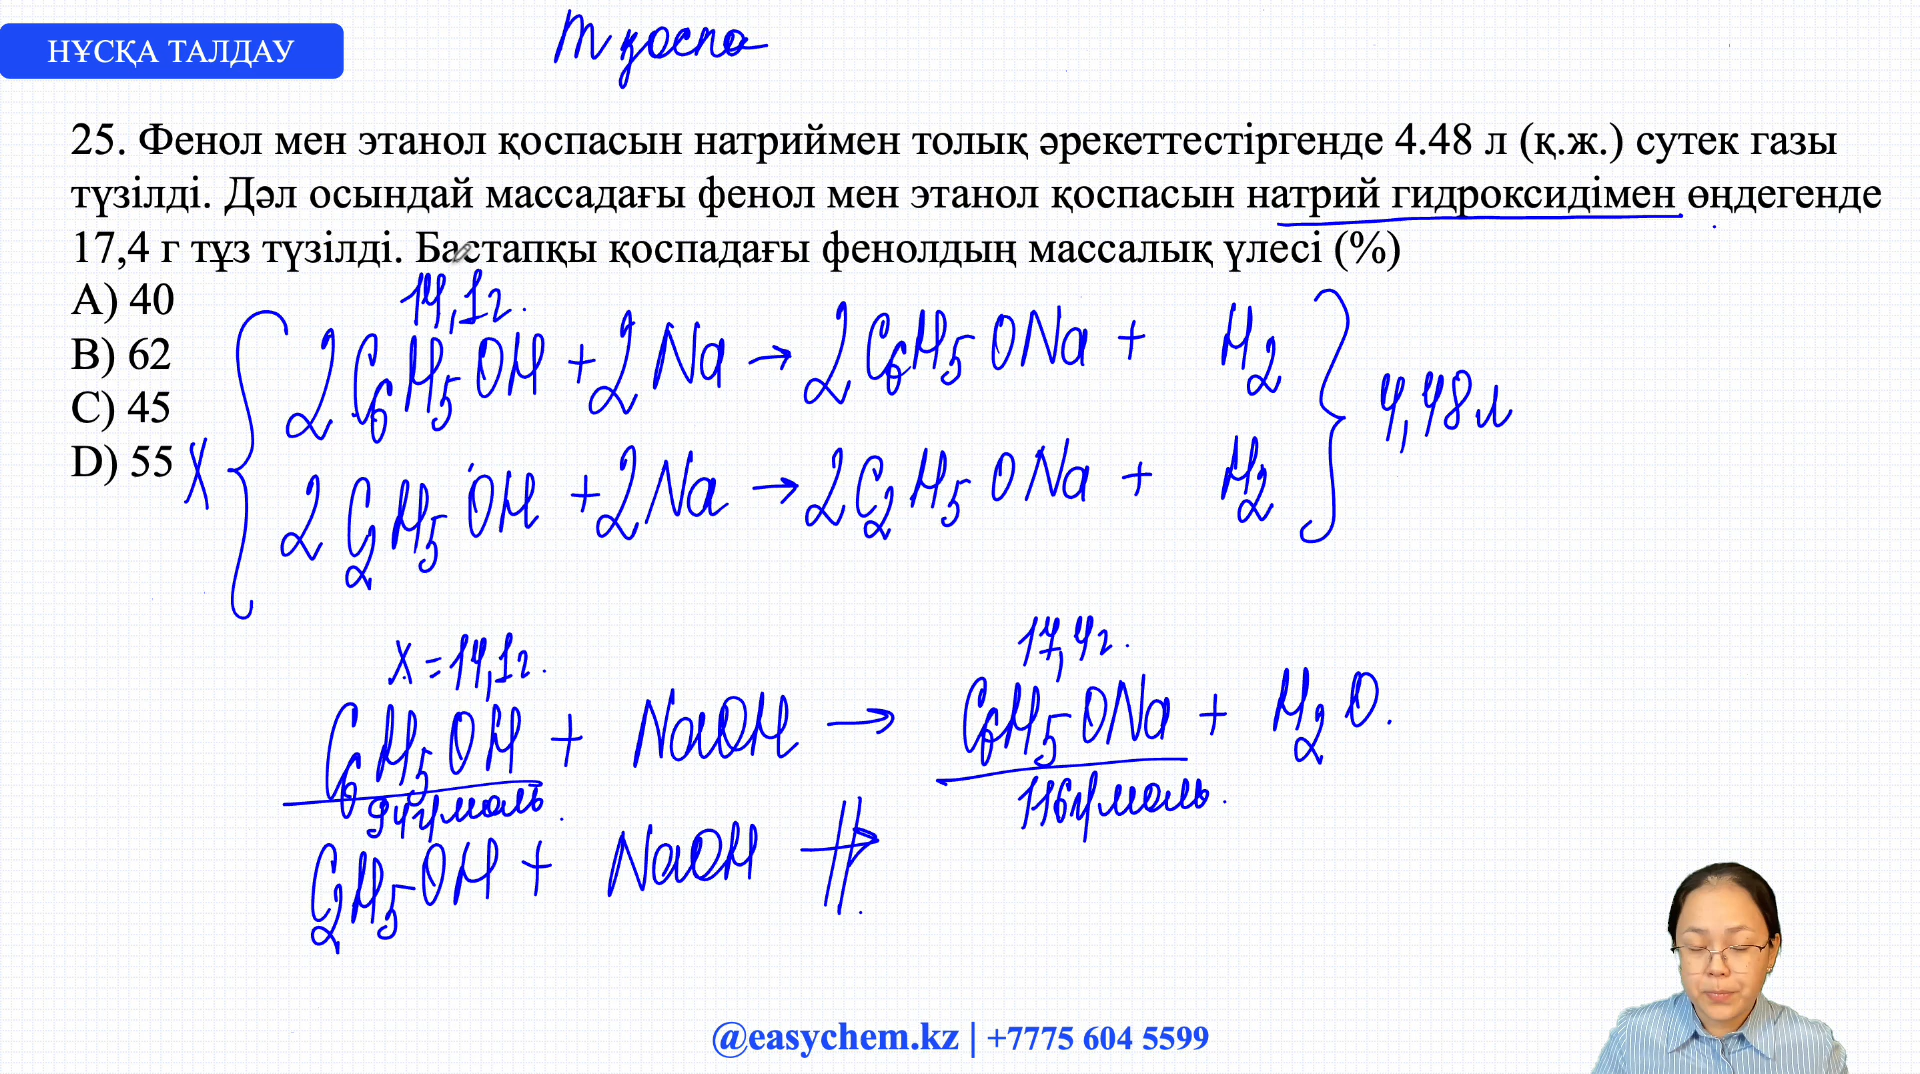 НҰСҚА ТАЛДАУ
m қоспа
25. Фенол мен этанол қоспасын натриймен толық әрекеттестіргенде 4.48 л (қ.ж.) сутек газы
түзілді. Дәл осындай массадағы фенол мен этанол қоспасын натрий гидроксидімен өңдегенде
17,4 г тұз түзілді. Бастапқы қоспадағы фенолдың массалық үлесі (%)
A) 40
B) 62
C) 45
D) 55
14,1г.
2C₆H₅OH + 2Na → 2C₆H₅ONa + H₂
4,48л
X
2C₂H₅OH + 2Na → 2C₂H₅ONa + H₂
x = 14,1г.
17,4г.
C₆H₅OH + NaOH → C₆H₅ONa + H₂O.
94г/моль
116г/моль.
C₂H₅OH + NaOH ⇸
@easychem.kz | +7775 604 5599